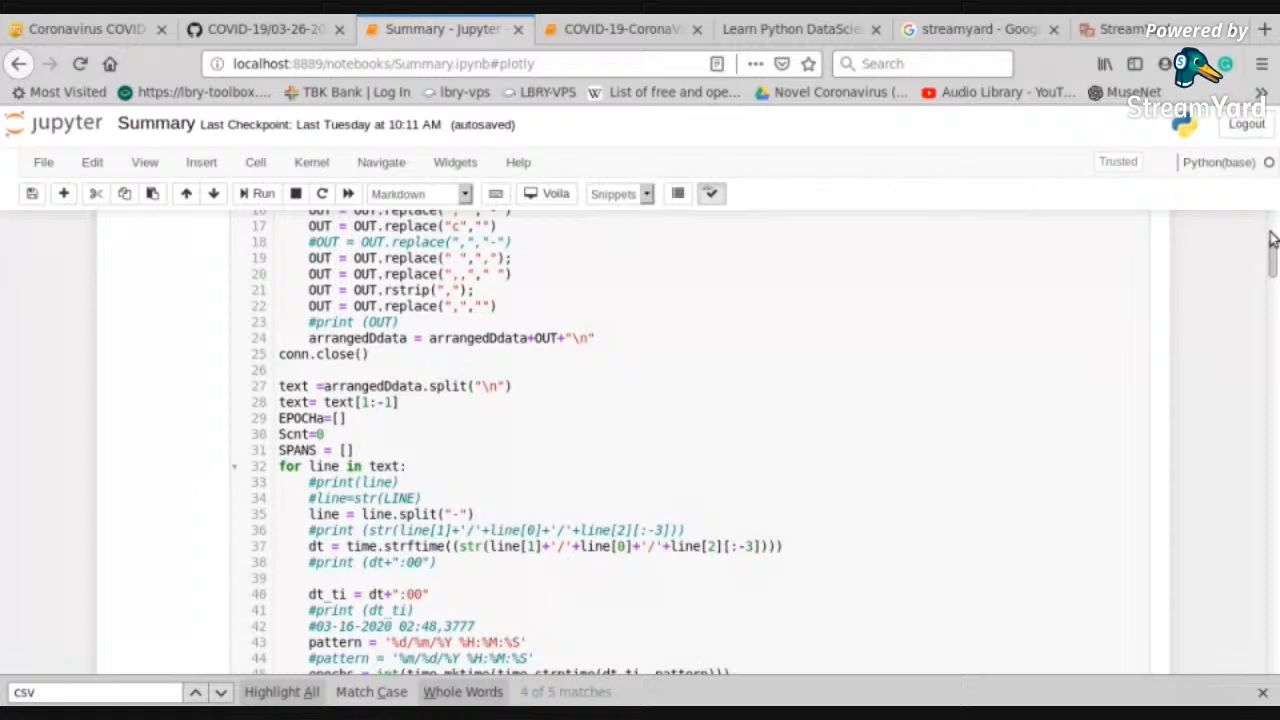 Coronavirus COVID
COVID-19/03-26-20
Summary - Jupyter
COVID-19-CoronaV
Learn Python DataScie
streamyard - Goog
Stream
Powered by
StreamYard
localhost:8889/notebooks/Summary.ipynb#plotly
Search
Most Visited
https://lbry-toolbox....
TBK Bank | Log In
lbry-vps
LBRY-VPS
List of free and ope...
Novel Coronavirus (...
Audio Library - YouT...
MuseNet
jupyter Summary Last Checkpoint: Last Tuesday at 10:11 AM (autosaved)
Logout
File Edit View Insert Cell Kernel Navigate Widgets Help
Trusted
Python(base)
Run
Markdown
Voila
Snippets
17 OUT = OUT.replace("c","")
18 #OUT = OUT.replace(",","-")
19 OUT = OUT.replace(" ",",");
20 OUT = OUT.replace(",,"," ")
21 OUT = OUT.rstrip(",");
22 OUT = OUT.replace(",","")
23 #print (OUT)
24 arrangedDdata = arrangedDdata+OUT+"\n"
25 conn.close()
26
27 text =arrangedDdata.split("\n")
28 text= text[1:-1]
29 EPOCHa=[]
30 Scnt=0
31 SPANS = []
32 for line in text:
33 #print(line)
34 #line=str(LINE)
35 line = line.split("-")
36 #print (str(line[1]+'/'+line[0]+'/'+line[2][:-3]))
37 dt = time.strftime((str(line[1]+'/'+line[0]+'/'+line[2][:-3])))
38 #print (dt+":00")
39
40 dt_ti = dt+":00"
41 #print (dt_ti)
42 #03-16-2020 02:48,3777
43 pattern = '%d/%m/%Y %H:%M:%S'
44 #pattern = '%m/%d/%Y %H:%M:%S'
csv
Highlight All
Match Case
Whole Words
4 of 5 matches